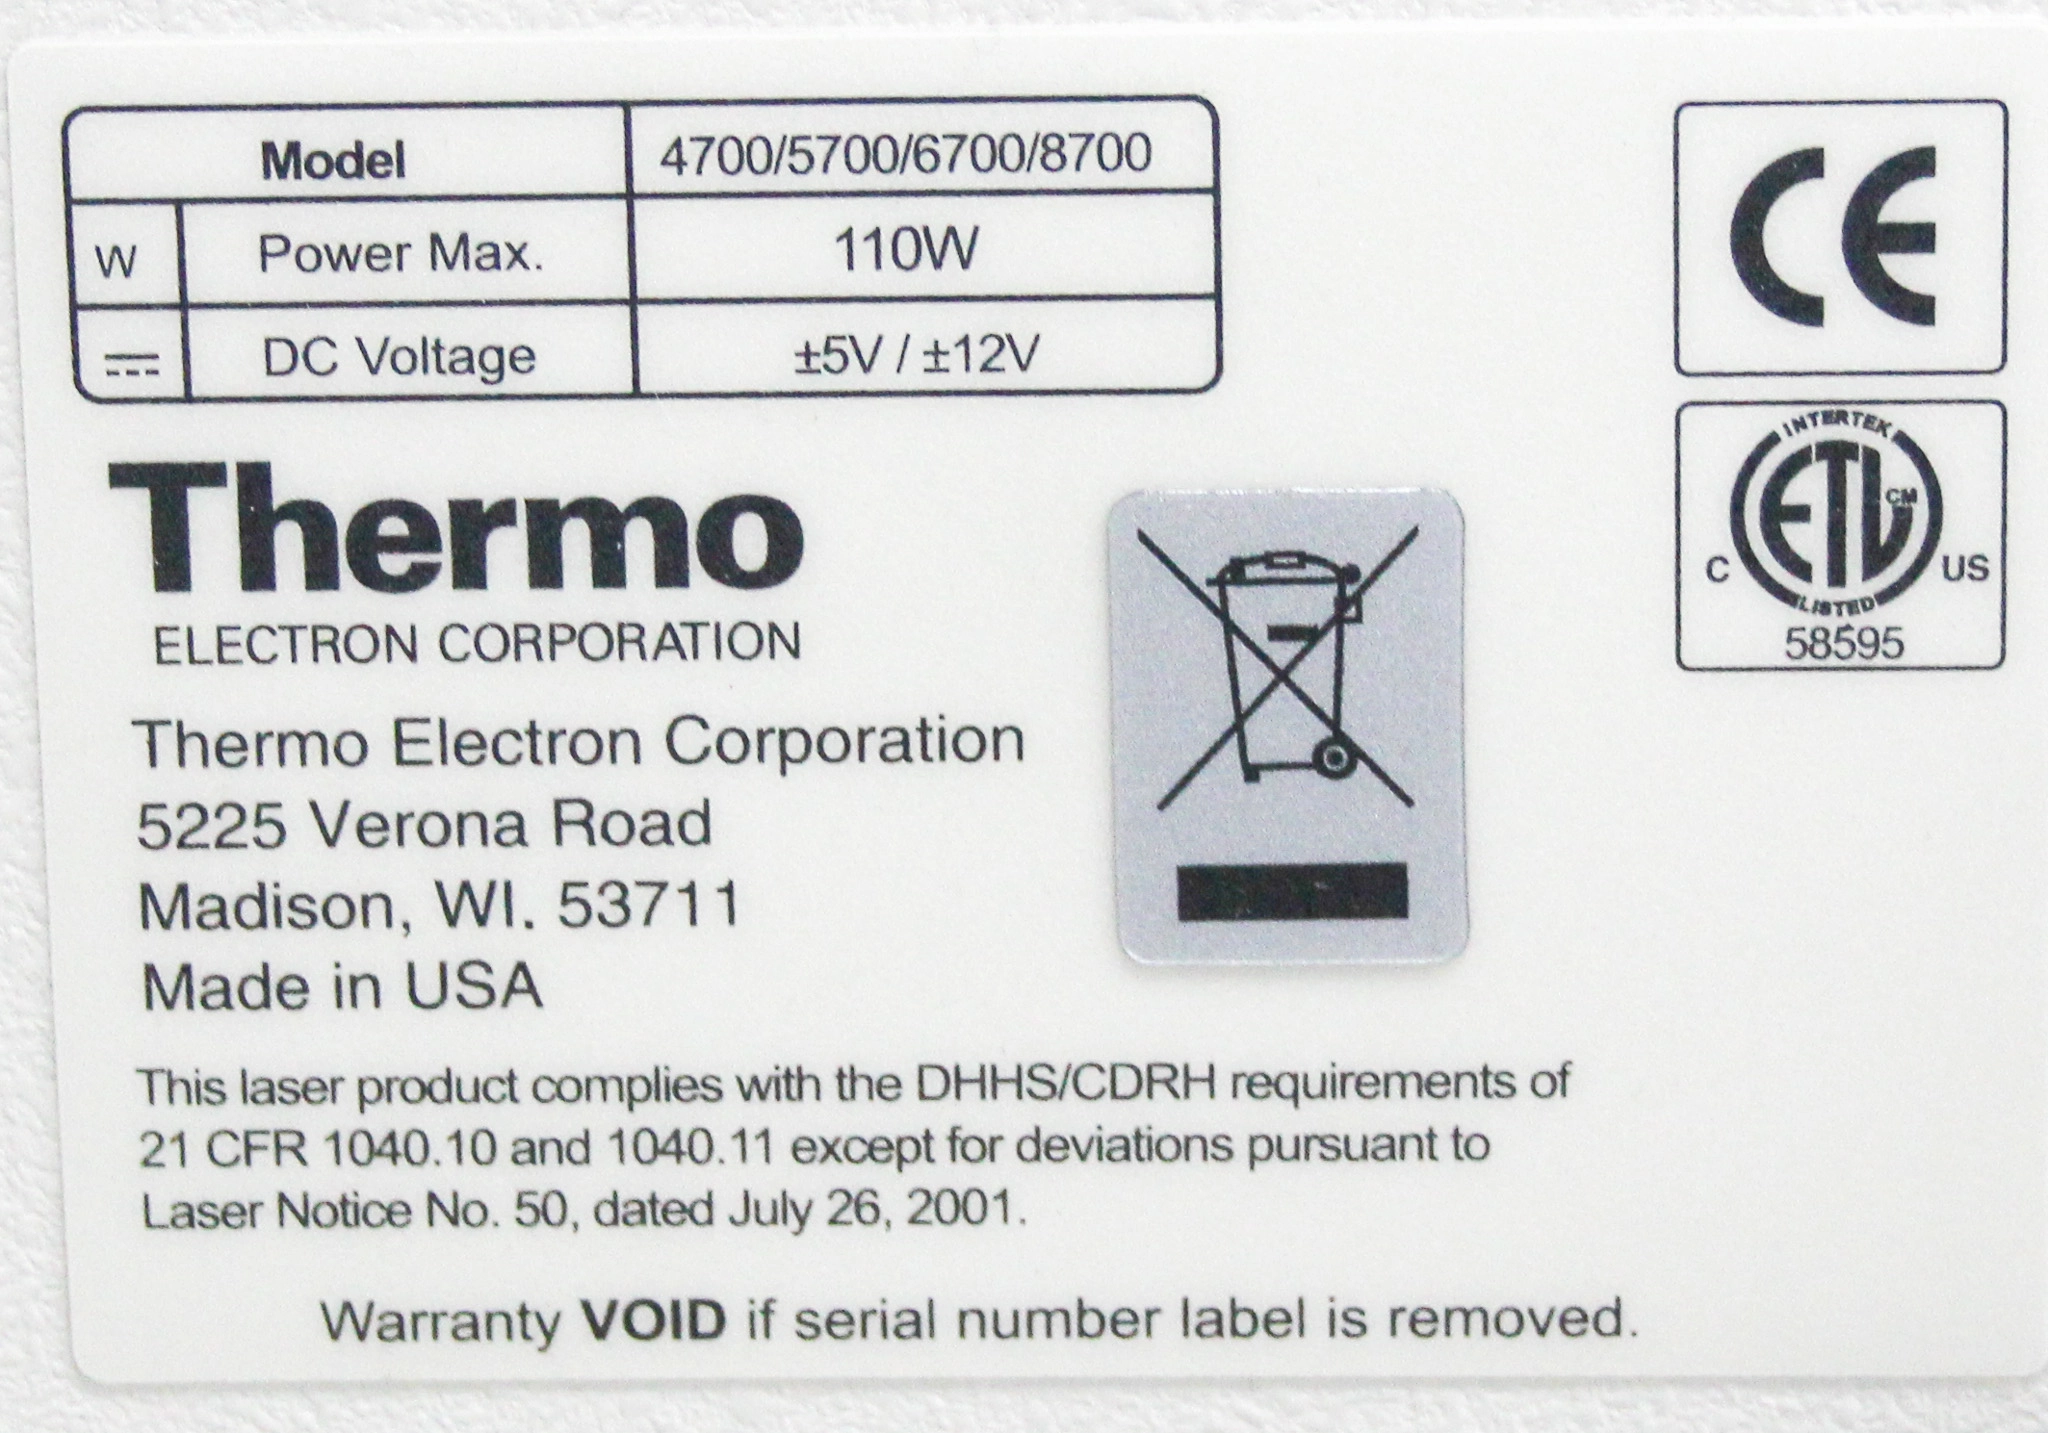 Model 4700/5700/6700/8700
W Power Max. 110W
DC Voltage ±5V / ±12V
CE
INTERTEK
ETL CM
C US
LISTED
58595
Thermo
ELECTRON CORPORATION
Thermo Electron Corporation
5225 Verona Road
Madison, WI. 53711
Made in USA
This laser product complies with the DHHS/CDRH requirements of
21 CFR 1040.10 and 1040.11 except for deviations pursuant to
Laser Notice No. 50, dated July 26, 2001.
Warranty VOID if serial number label is removed.